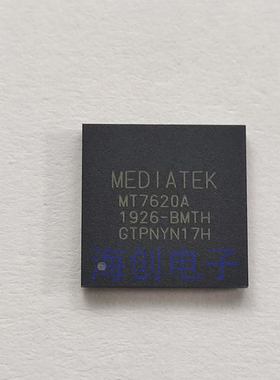 MEDIATEK
MT7620A
1926-BMTH
GTPNYN17H
海创电子